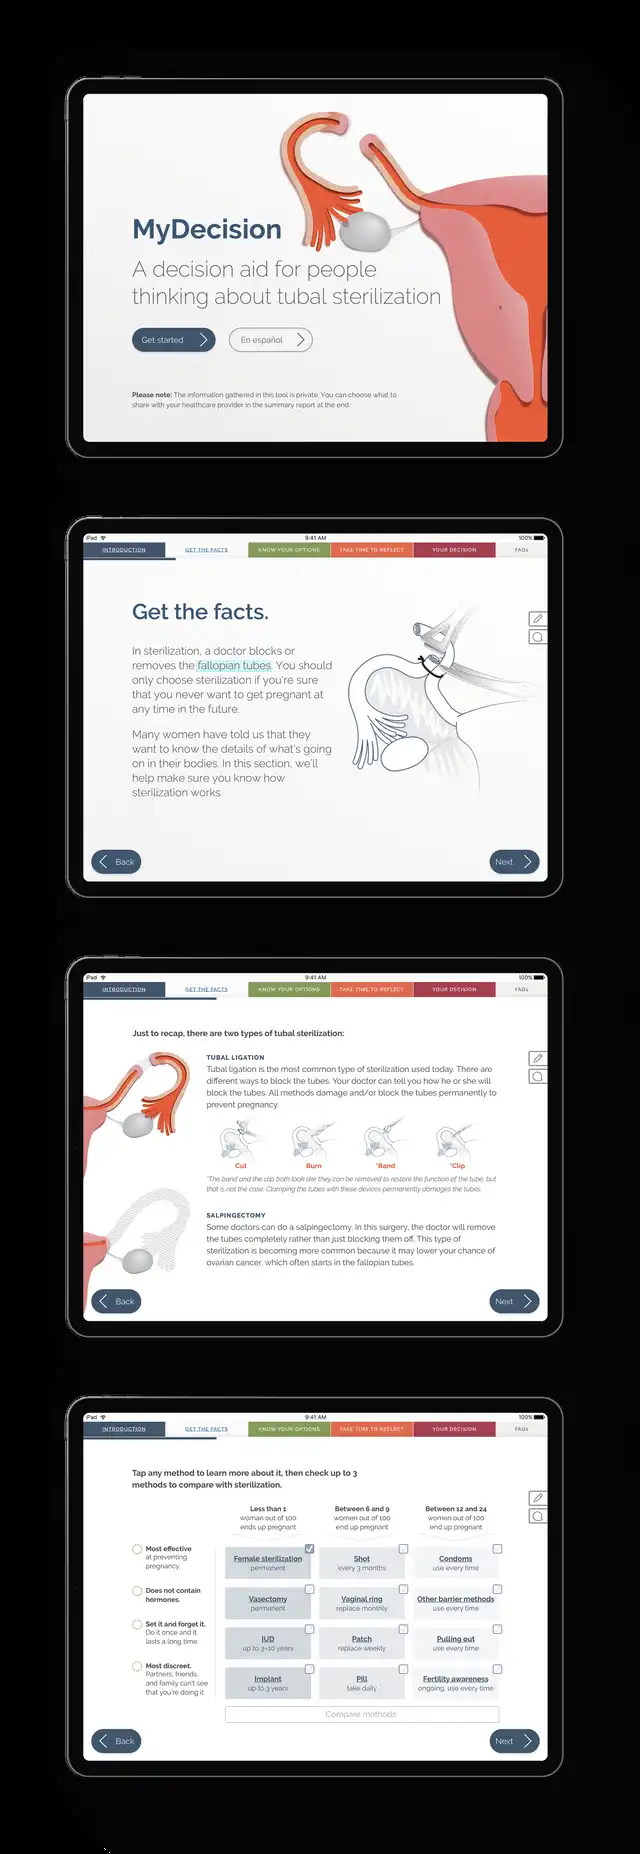 MyDecision
A decision aid for people
thinking about tubal sterilization
Get started
En español
Please note: The information gathered in this tool is private. You can choose what to
share with your healthcare provider in the summary report at the end.
iPad
9:41 AM
100%
INTRODUCTION
GET THE FACTS
KNOW YOUR OPTIONS
TAKE TIME TO REFLECT
YOUR DECISION
FAQs
Get the facts.
In sterilization, a doctor blocks or
removes the fallopian tubes. You should
only choose sterilization if you're sure
that you never want to get pregnant at
any time in the future.
Many women have told us that they
want to know the details of what's going
on in their bodies. In this section, we'll
help make sure you know how
sterilization works.
Back
Next
iPad
9:41 AM
100%
INTRODUCTION
GET THE FACTS
KNOW YOUR OPTIONS
TAKE TIME TO REFLECT
YOUR DECISION
FAQs
Just to recap, there are two types of tubal sterilization:
TUBAL LIGATION
Tubal ligation is the most common type of sterilization used today. There are
different ways to block the tubes. Your doctor can tell you how he or she will
block the tubes. All methods damage and/or block the tubes permanently to
prevent pregnancy.
Cut
Burn
*Band
*Clip
*The band and the clip both look like they can be removed to restore the function of the tube, but
that is not the case. Clamping the tubes with these devices permanently damages the tubes.
SALPINGECTOMY
Some doctors can do a salpingectomy. In this surgery, the doctor will remove
the tubes completely rather than just blocking them off. This type of
sterilization is becoming more common because it may lower your chance of
ovarian cancer, which often starts in the fallopian tubes.
Back
Next
iPad
9:41 AM
100%
INTRODUCTION
GET THE FACTS
KNOW YOUR OPTIONS
TAKE TIME TO REFLECT
YOUR DECISION
FAQs
Tap any method to learn more about it, then check up to 3
methods to compare with sterilization.
Less than 1
woman out of 100
ends up pregnant
Between 6 and 9
women out of 100
end up pregnant
Between 12 and 24
women out of 100
end up pregnant
Most effective
at preventing
pregnancy.
Does not contain
hormones.
Set it and forget it.
Do it once and it
lasts a long time.
Most discreet.
Partners, friends,
and family can't see
that you're doing it
Female sterilization
permanent
Shot
every 3 months
Condoms
use every time
Vasectomy
permanent
Vaginal ring
replace monthly
Other barrier methods
use every time
IUD
up to 3-10 years
Patch
replace weekly
Pulling out
use every time
Implant
up to 3 years
Pill
take daily
Fertility awareness
ongoing, use every time
Compare methods
Back
Next